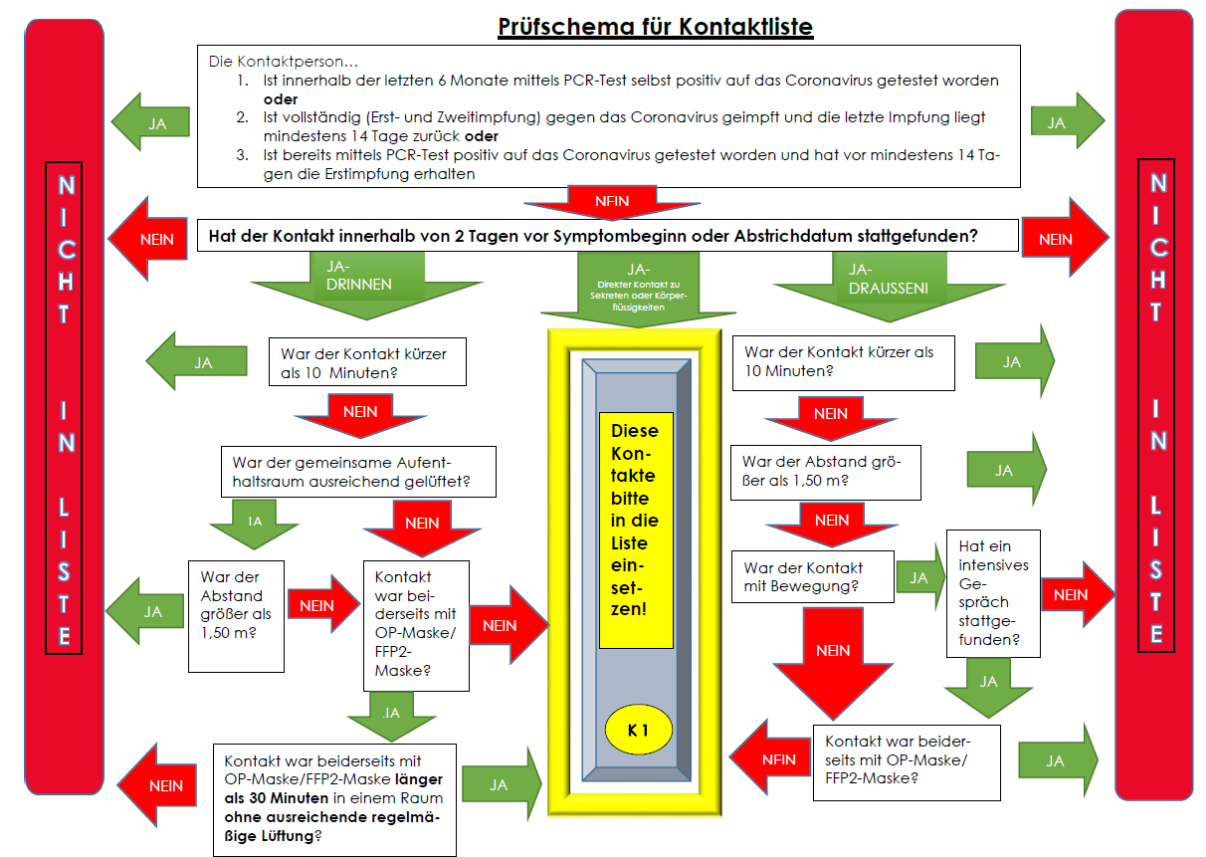 Prüfschema für Kontaktliste
Die Kontaktperson...
1. Ist innerhalb der letzten 6 Monate mittels PCR-Test selbst positiv auf das Coronavirus getestet worden
oder
2. Ist vollständig (Erst- und Zweitimpfung) gegen das Coronavirus geimpft und die letzte Impfung liegt
mindestens 14 Tage zurück oder
3. Ist bereits mittels PCR-Test positiv auf das Coronavirus getestet worden und hat vor mindestens 14 Ta-
gen die Erstimpfung erhalten
JA
JA
NEIN
NEIN
Hat der Kontakt innerhalb von 2 Tagen vor Symptombeginn oder Abstrichdatum stattgefunden?
NEIN
JA-
DRINNEN
JA-
Direkter Kontakt zu
Sekreten oder Körper-
flüssigkeiten
JA-
DRAUSSENI
JA
War der Kontakt kürzer
als 10 Minuten?
NEIN
War der gemeinsame Aufent-
haltsraum ausreichend gelüftet?
JA
NEIN
JA
War der
Abstand
größer als
1,50 m?
NEIN
Kontakt
war bei-
derseits mit
OP-Maske/
FFP2-
Maske?
NEIN
JA
NEIN
Kontakt war beiderseits mit
OP-Maske/FFP2-Maske länger
als 30 Minuten in einem Raum
ohne ausreichende regelmä-
ßige Lüftung?
JA
Diese
Kon-
takte
bitte
in die
Liste
ein-
set-
zen!
K 1
War der Kontakt kürzer als
10 Minuten?
JA
NEIN
War der Abstand grö-
ßer als 1,50 m?
JA
NEIN
War der Kontakt
mit Bewegung?
JA
Hat ein
intensives
Ge-
spräch
stattge-
funden?
NEIN
NEIN
JA
NEIN
Kontakt war beider-
seits mit OP-Maske/
FFP2-Maske?
JA
NICHT IN LISTE
NICHT IN LISTE